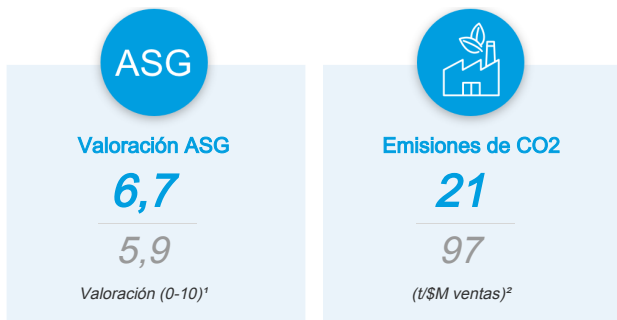 ASG
Valoración ASG
6,7
5,9
Valoración (0-10)¹
Emisiones de CO2
21
97
(t/$M ventas)²